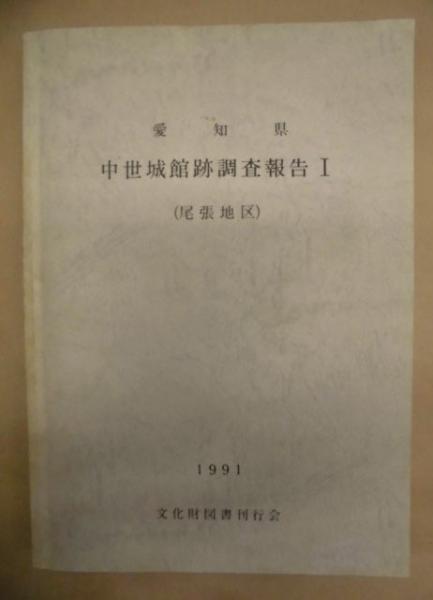 愛知県
中世城館跡調査報告 I
(尾張地区)
1991
文化財図書刊行会